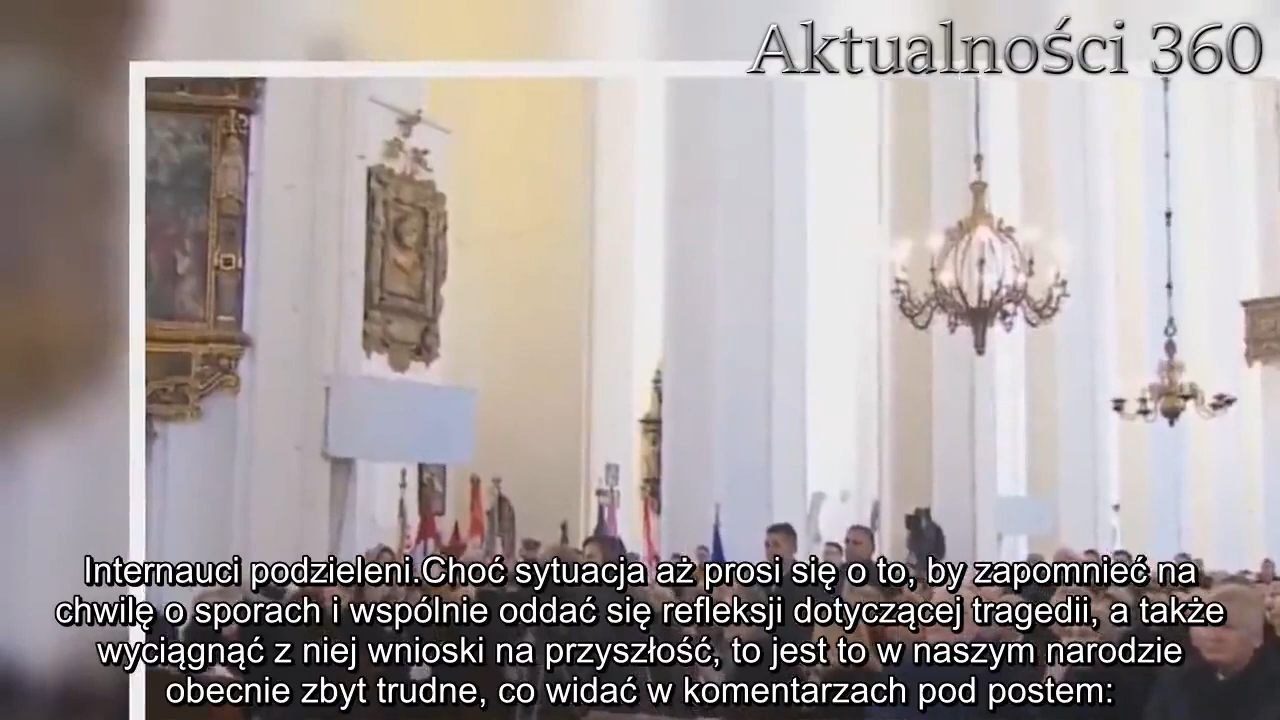 Aktualności 360
Internauci podzieleni.Choć sytuacja aż prosi się o to, by zapomnieć na
chwilę o sporach i wspólnie oddać się refleksji dotyczącej tragedii, a także
wyciągnąć z niej wnioski na przyszłość, to jest to w naszym narodzie
obecnie zbyt trudne, co widać w komentarzach pod postem: